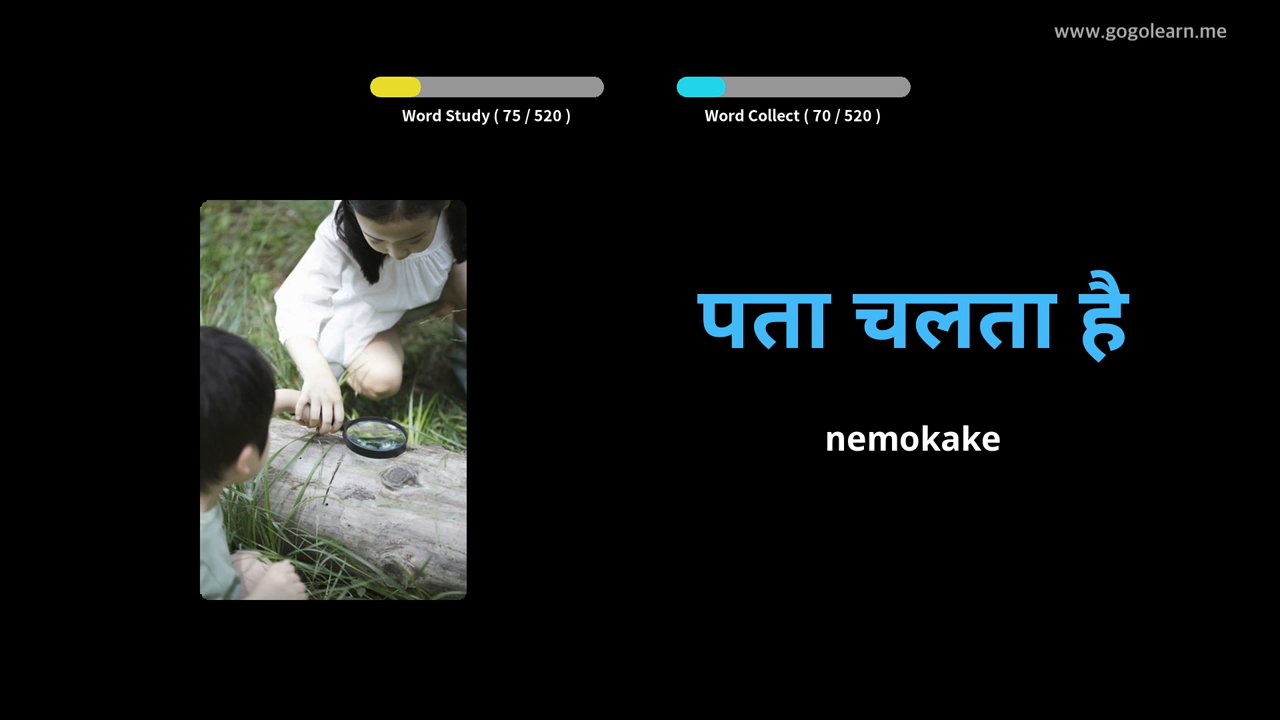 www.gogolearn.me
Word Study ( 75 / 520 )
Word Collect ( 70 / 520 )
पता चलता है
nemokake